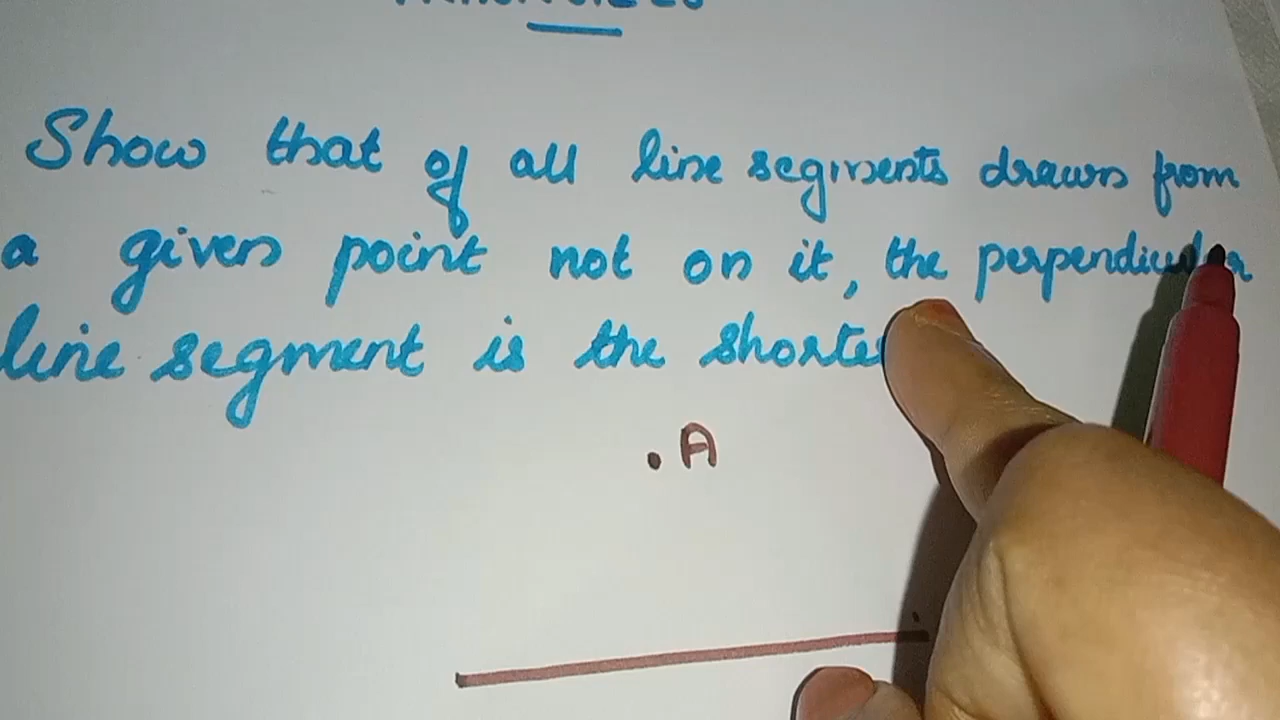 Show that of all line segments drawn from
a given point not on it, the perpendicular
line segment is the
A